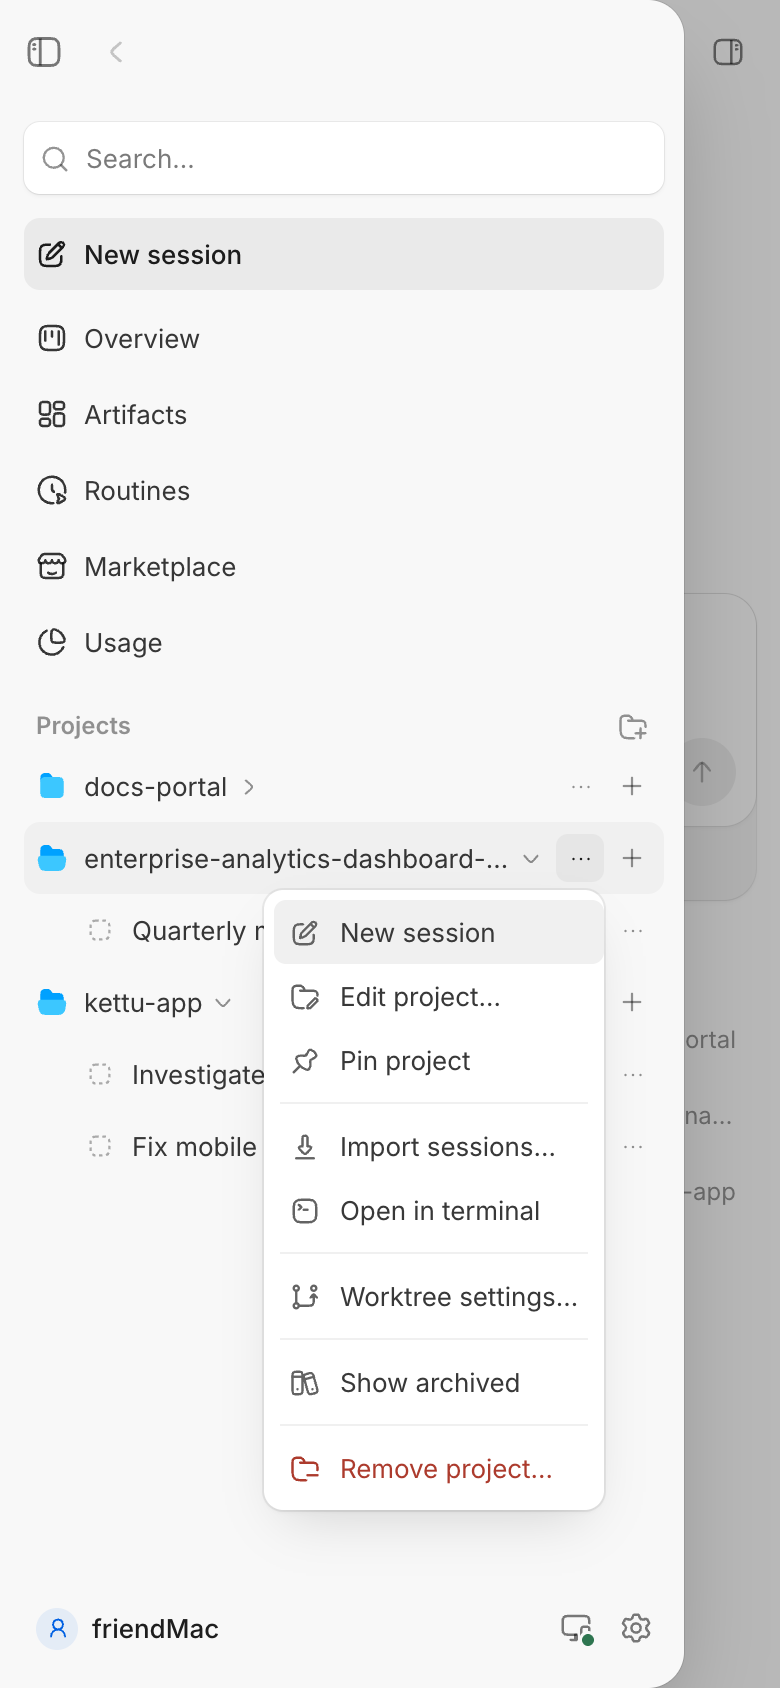 Search...
New session
Overview
Artifacts
Routines
Marketplace
Usage
Projects
docs-portal
enterprise-analytics-dashboard-...
Quarterly
New session
Edit project...
kettu-app
Pin project
Investigate
Import sessions...
Fix mobile
Open in terminal
Worktree settings...
Show archived
Remove project...
ortal
na...
-app
friendMac